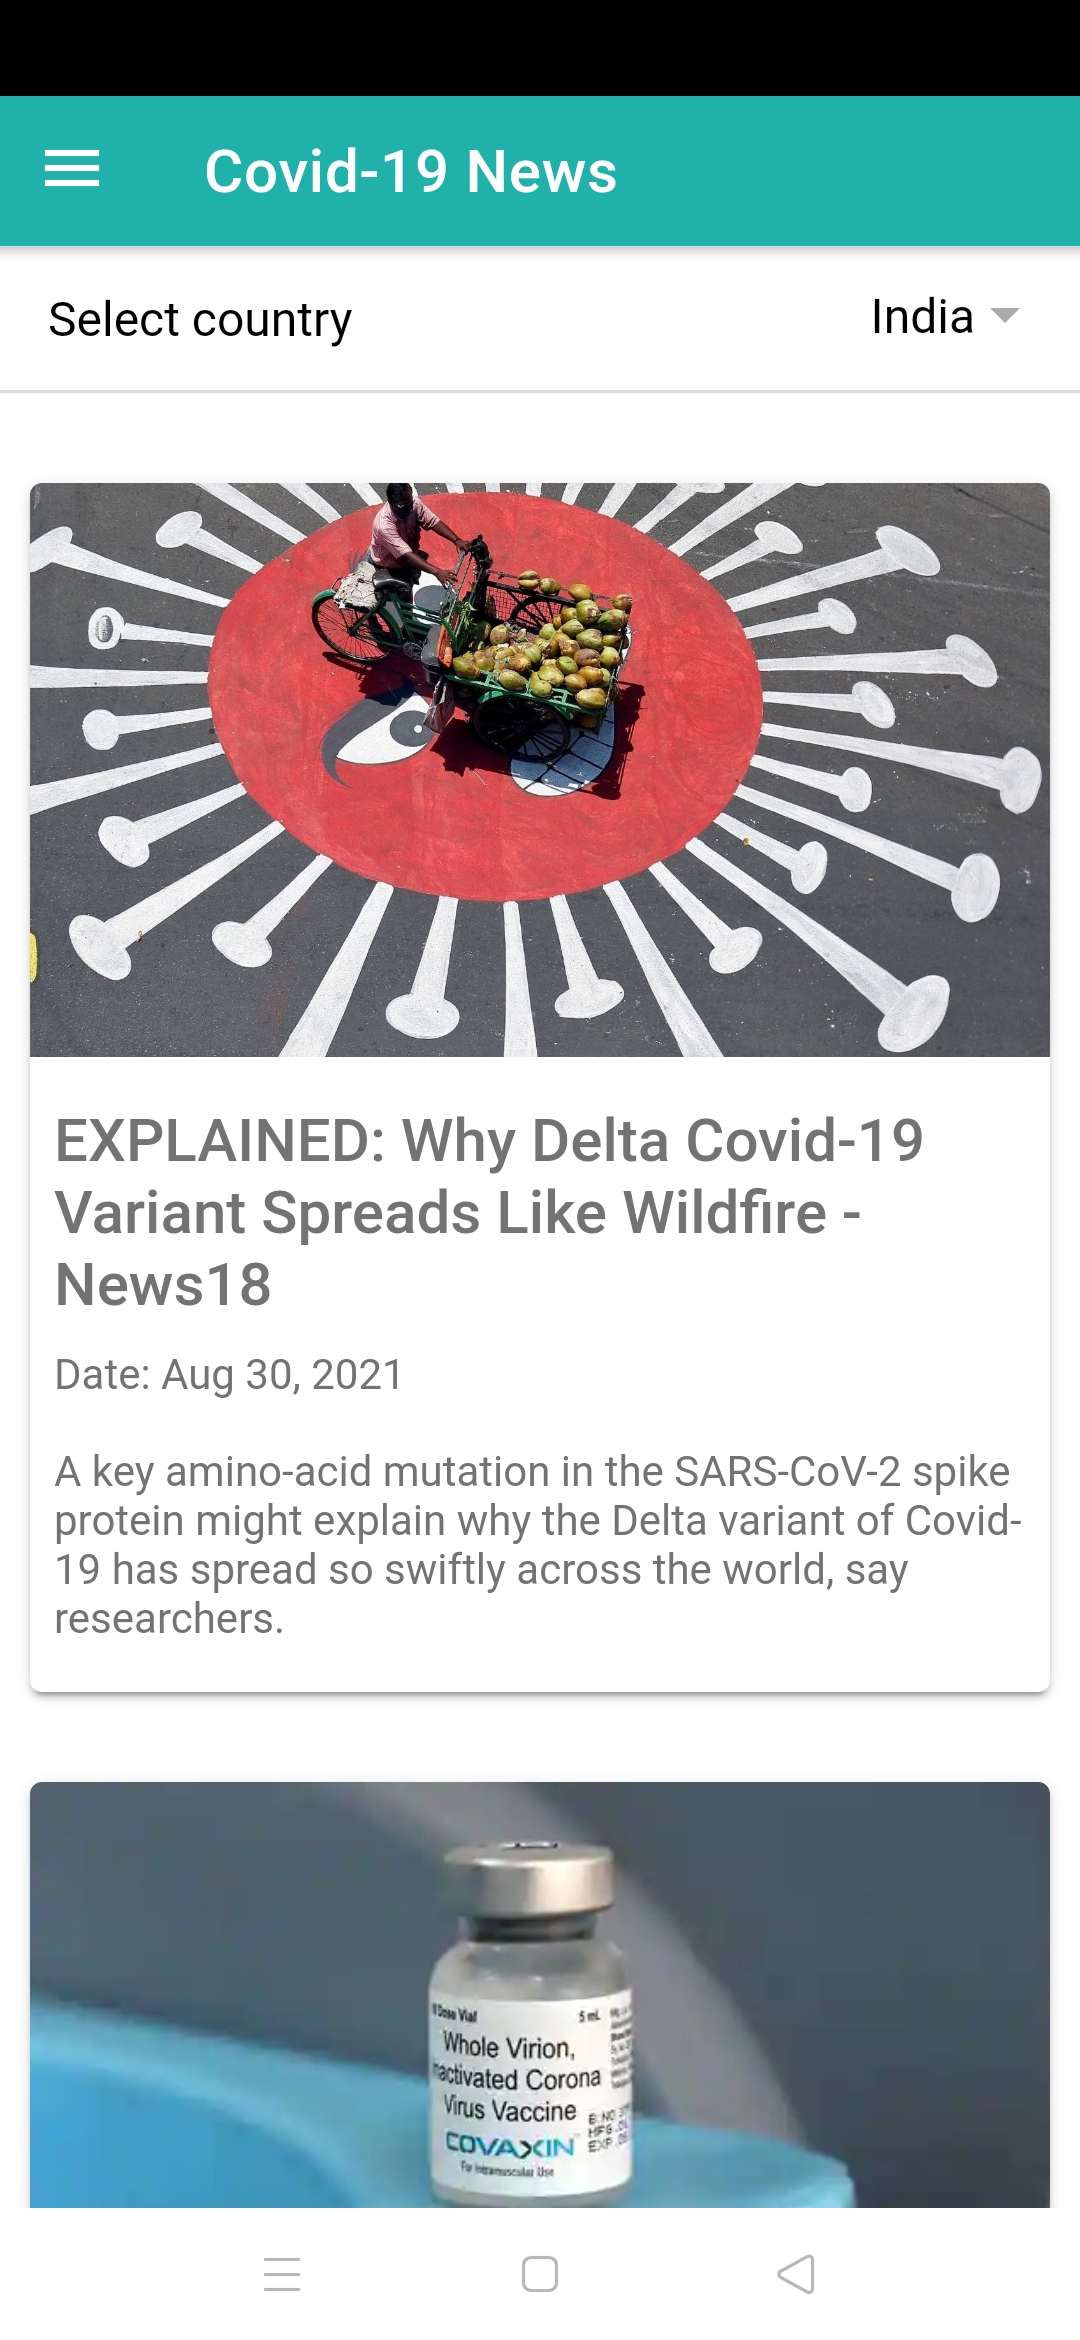 Covid-19 News
Select country
India
EXPLAINED: Why Delta Covid-19
Variant Spreads Like Wildfire -
News18
Date: Aug 30, 2021
A key amino-acid mutation in the SARS-CoV-2 spike
protein might explain why the Delta variant of Covid-
19 has spread so swiftly across the world, say
researchers.
Dose Vial 5 mL
Whole Virion,
nactivated Corona
Virus Vaccine
COVAXIN
For Intramuscular Use